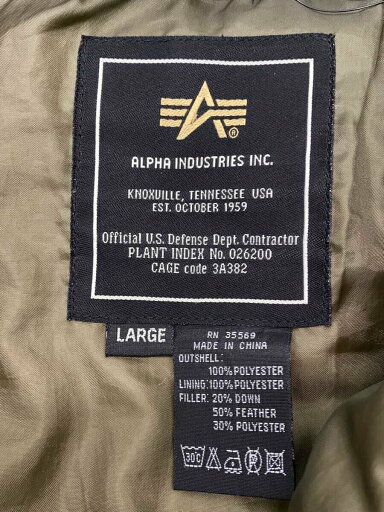 ALPHA INDUSTRIES INC.
KNOXVILLE, TENNESSEE USA
EST. OCTOBER 1959
Official U.S. Defense Dept. Contractor
PLANT INDEX No. 026200
CAGE code 3A382
LARGE
RN 35569
MADE IN CHINA
OUTSHELL:
100% POLYESTER
LINING: 100% POLYESTER
FILLER: 20% DOWN
50% FEATHER
30% POLYESTER
30°C